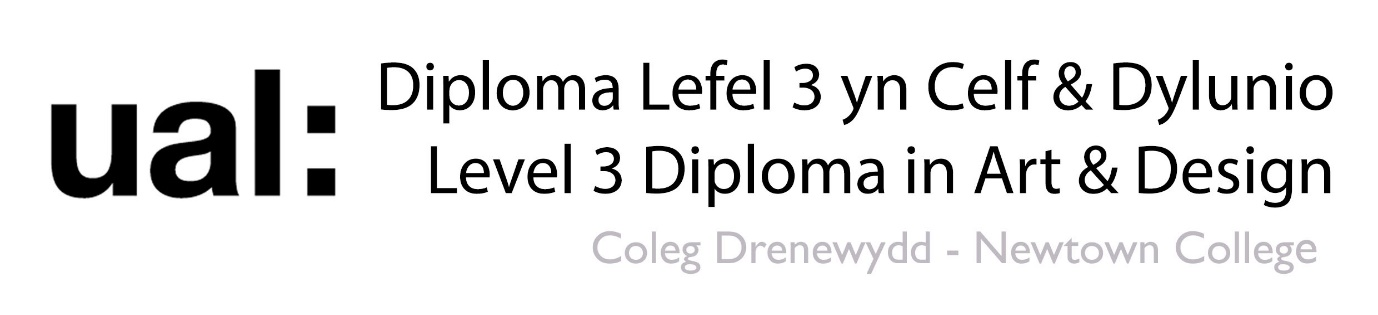 ual:
Diploma Lefel 3 yn Celf & Dylunio
Level 3 Diploma in Art & Design
Coleg Drenewydd - Newtown College